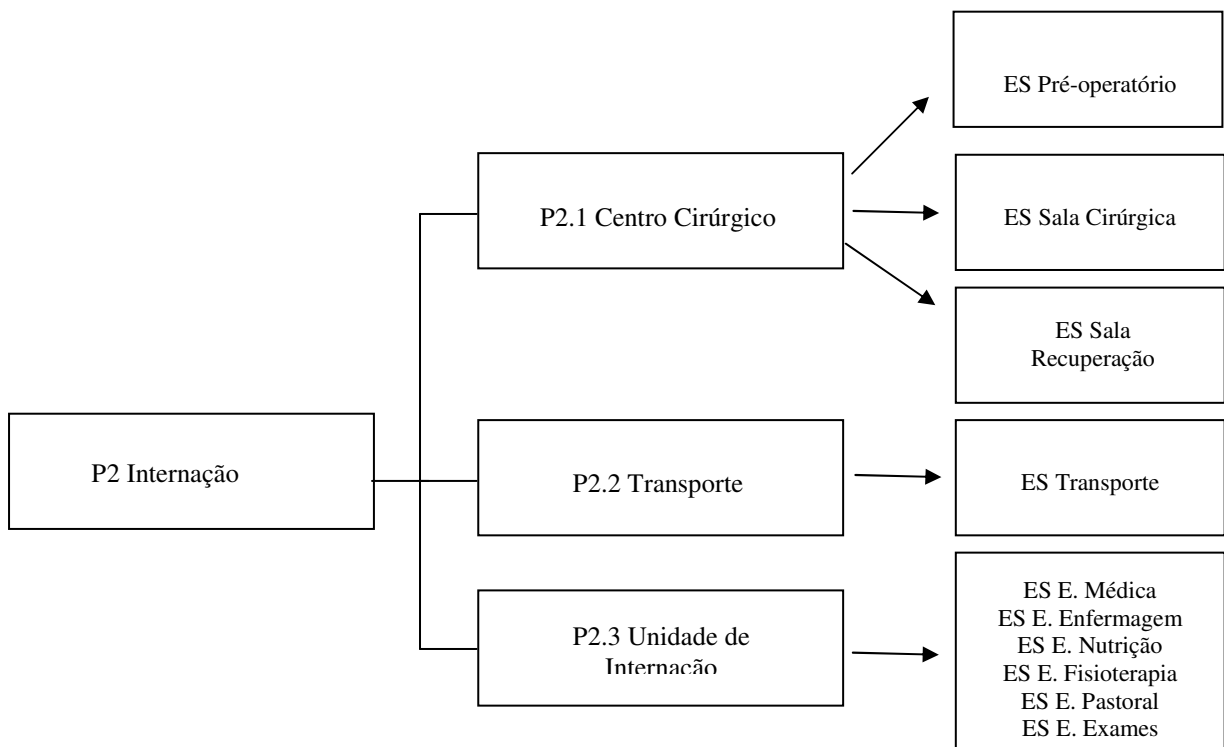 ES Pré-operatório
P2.1 Centro Cirúrgico
ES Sala Cirúrgica
ES Sala
Recuperação
P2 Internação
P2.2 Transporte
ES Transporte
P2.3 Unidade de
Internação
ES E. Médica
ES E. Enfermagem
ES E. Nutrição
ES E. Fisioterapia
ES E. Pastoral
ES E. Exames